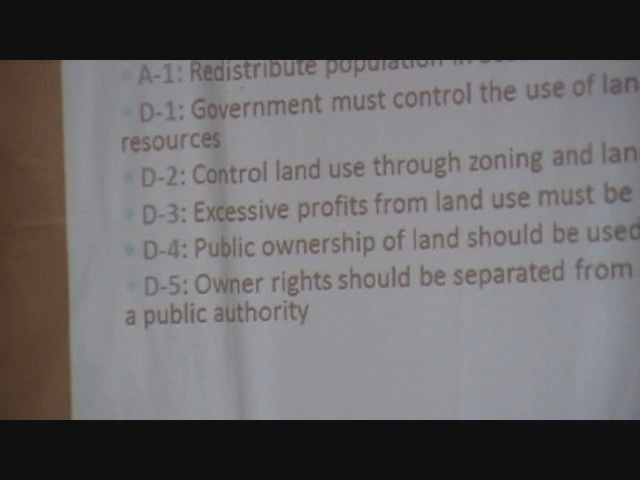 A-1: Redistribute population in
D-1: Government must control the use of
resources
D-2: Control land use through zoning and
D-3: Excessive profits from land use must be
D-4: Public ownership of land should be used
D-5: Owner rights should be separated from
a public authority